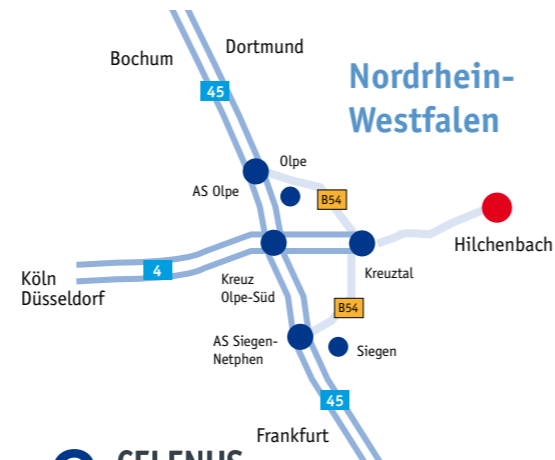 Dortmund
Bochum
Nordrhein-
Westfalen
45
Olpe
AS Olpe
B54
Hilchenbach
4
Köln
Düsseldorf
Kreuz
Olpe-Süd
Kreuztal
B54
AS Siegen-
Netphen
Siegen
45
Frankfurt
CELENUS